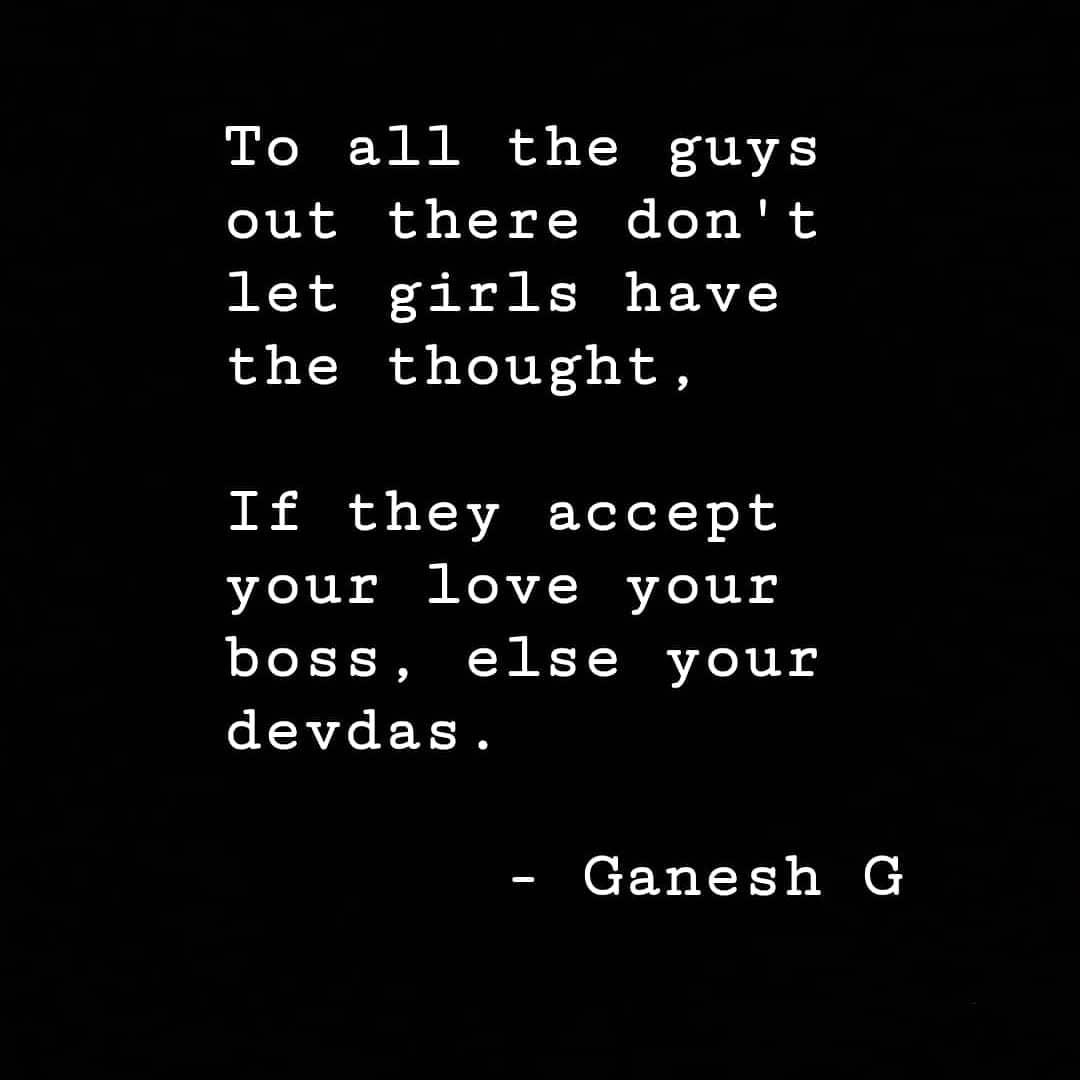 To all the guys
out there don't
let girls have
the thought,
If they accept
your love your
boss, else your
devdas.
- Ganesh G